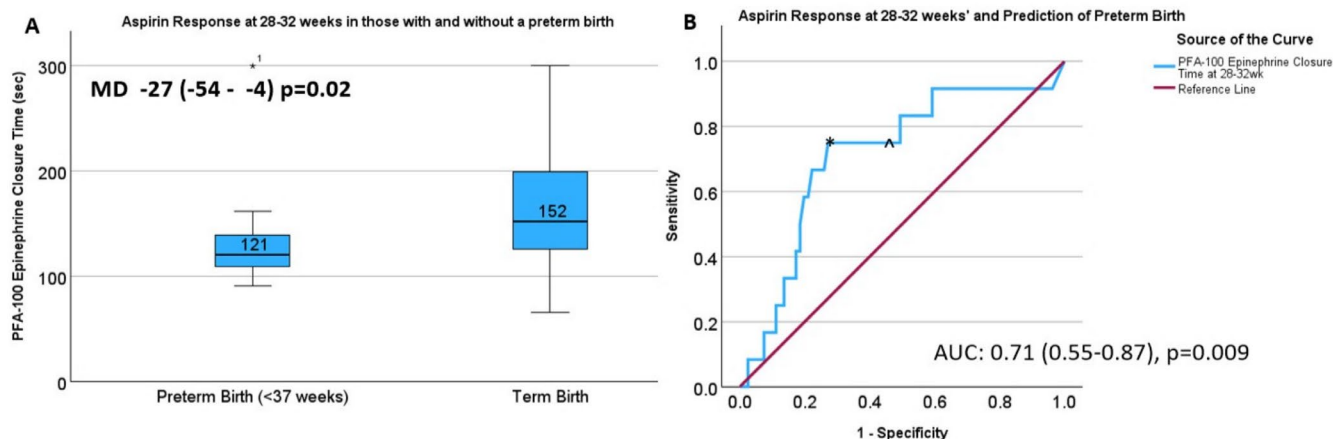 A
Aspirin Response at 28-32 weeks in those with and without a preterm birth
PFA-100 Epinephrine Closure Time (sec)
300
200
100
0
*1
MD -27 (-54 - -4) p=0.02
121
152
Preterm Birth (<37 weeks)
Term Birth
B
Aspirin Response at 28-32 weeks' and Prediction of Preterm Birth
Source of the Curve
PFA-100 Epinephrine Closure
Time at 28-32wk
Reference Line
Sensitivity
1.0
0.8
0.6
0.4
0.2
0.0
* ^
AUC: 0.71 (0.55-0.87), p=0.009
0.0 0.2 0.4 0.6 0.8 1.0
1 - Specificity